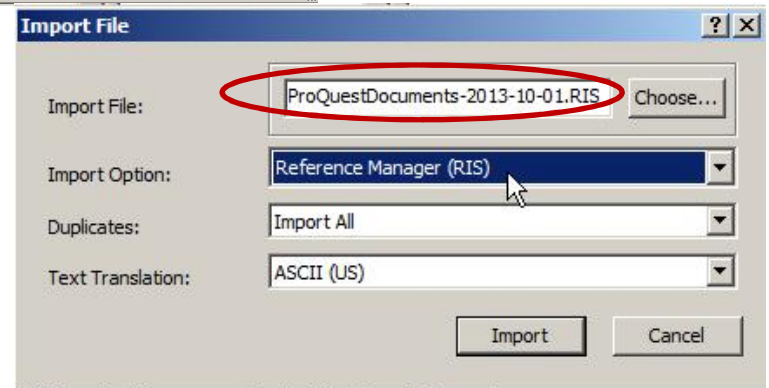 Import File
Import File: ProQuestDocuments-2013-10-01.RIS Choose...
Import Option: Reference Manager (RIS)
Duplicates: Import All
Text Translation: ASCII (US)
Import Cancel